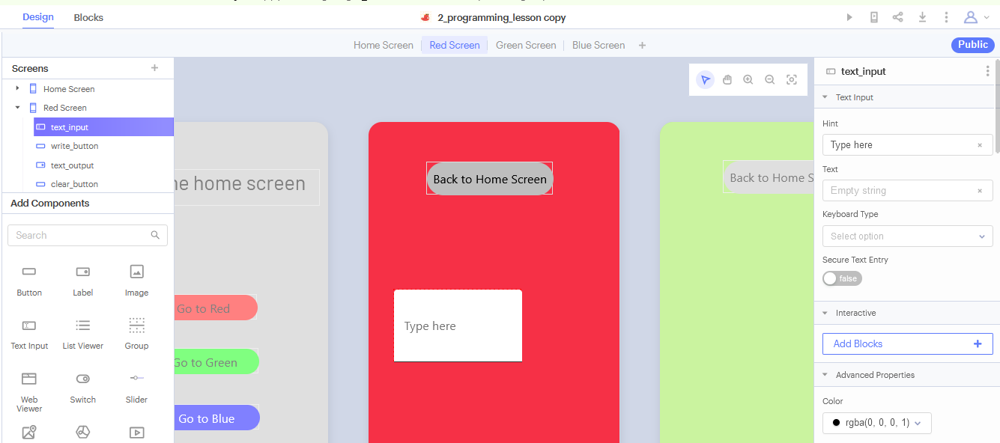 Design
Blocks
2_programming_lesson copy
Home Screen
Red Screen
Green Screen
Blue Screen
+
Public
Screens
+
Home Screen
Red Screen
text_input
write_button
text_output
clear_button
Add Components
Search
Button
Label
Image
Text Input
List Viewer
Group
Web
Viewer
Switch
Slider
ne home screen
Go to Red
Go to Green
Go to Blue
Back to Home Screen
Type here
Back to Home S
text_input
Text Input
Hint
Type here ×
Text
Empty string ×
Keyboard Type
Select option
Secure Text Entry
false
Interactive
Add Blocks +
Advanced Properties
Color
rgba(0, 0, 0, 1)